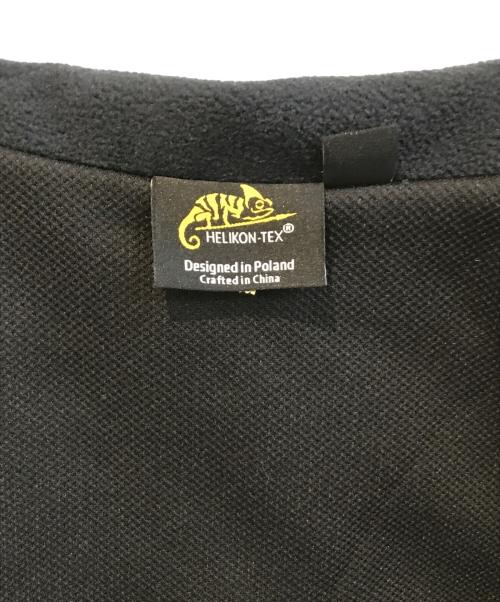 HELIKON-TEX®
Designed in Poland
Crafted in China